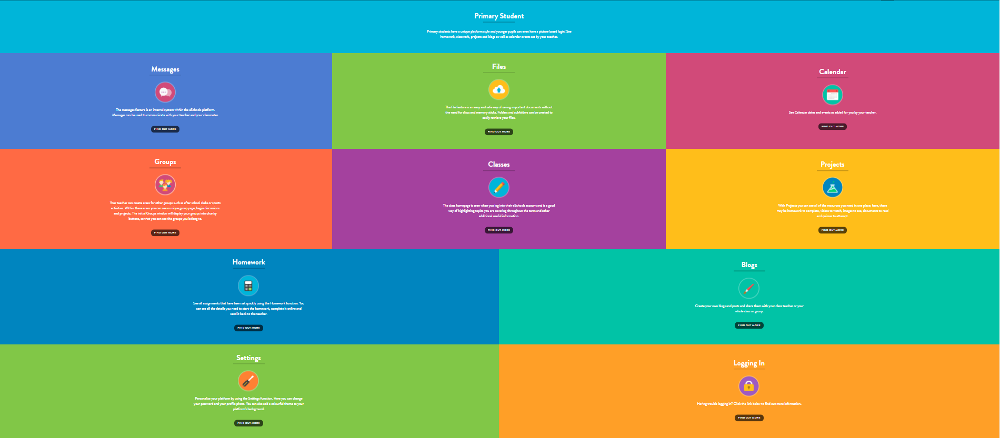 Primary Student
Primary students have a unique platform style and younger pupils can even have a picture based login! See
homework, classwork, projects and blogs as well as calendar events set by your teacher.
Messages
The messages feature is an internal system within the eSchools platform.
Messages can be used to communicate with your teacher and your classmates.
FIND OUT MORE
Files
The file feature is an easy and safe way of saving important documents without
the need for discs and memory sticks. Folders and subfolders can be created to
easily retrieve your files.
FIND OUT MORE
Calendar
See Calendar dates and events as added for you by your teacher.
FIND OUT MORE
Groups
Your teacher can create areas for other groups such as after school clubs or sports
activities. Within these areas you can see a unique group page, begin discussions
and projects. The initial Groups window will display your groups into chunky
buttons, so that you can see the groups you belong to.
FIND OUT MORE
Classes
The class homepage is seen when you log into their eSchools account and is a good
way of highlighting topics you are covering throughout the term and other
additional useful information.
FIND OUT MORE
Projects
With Projects you can see all of the resources you need in one place; here, there
may be homework to complete, videos to watch, images to see, documents to read
and quizzes to attempt.
FIND OUT MORE
Homework
See all assignments that have been set quickly using the Homework function. You
can see all the details you need to start the homework, complete it online and
send it back to the teacher.
FIND OUT MORE
Blogs
Create your own blogs and posts and share them with your class teacher or your
whole class or group.
FIND OUT MORE
Settings
Personalise your platform by using the Settings function. Here you can change
your password and your profile photo. You can also add a colourful theme to your
platform's background.
FIND OUT MORE
Logging In
Having trouble logging in? Click the link below to find out more information.
FIND OUT MORE